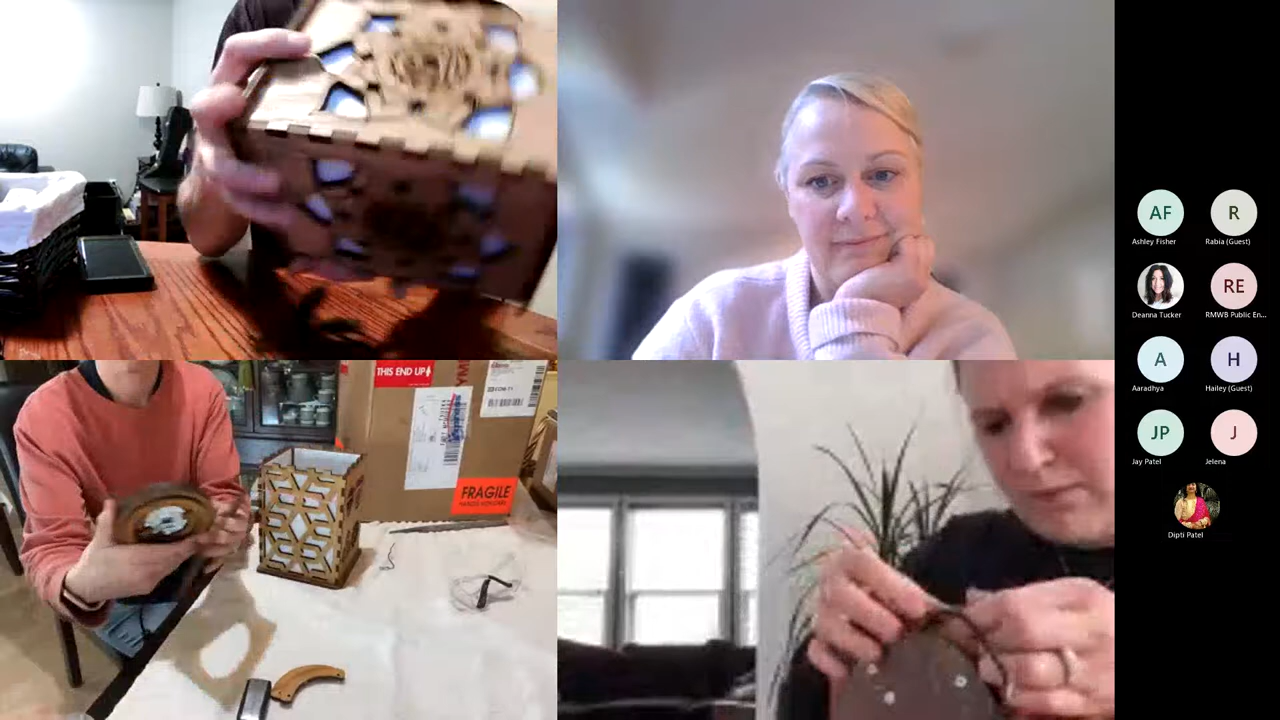 THIS END UP
FRAGILE
AF
R
Ashley Fisher
Rabia (Guest)
RE
Deanna Tucker
RMWB Public En...
A
H
Aaradhya
Hailey (Guest)
JP
J
Jay Patel
Jelena
Dipti Patel